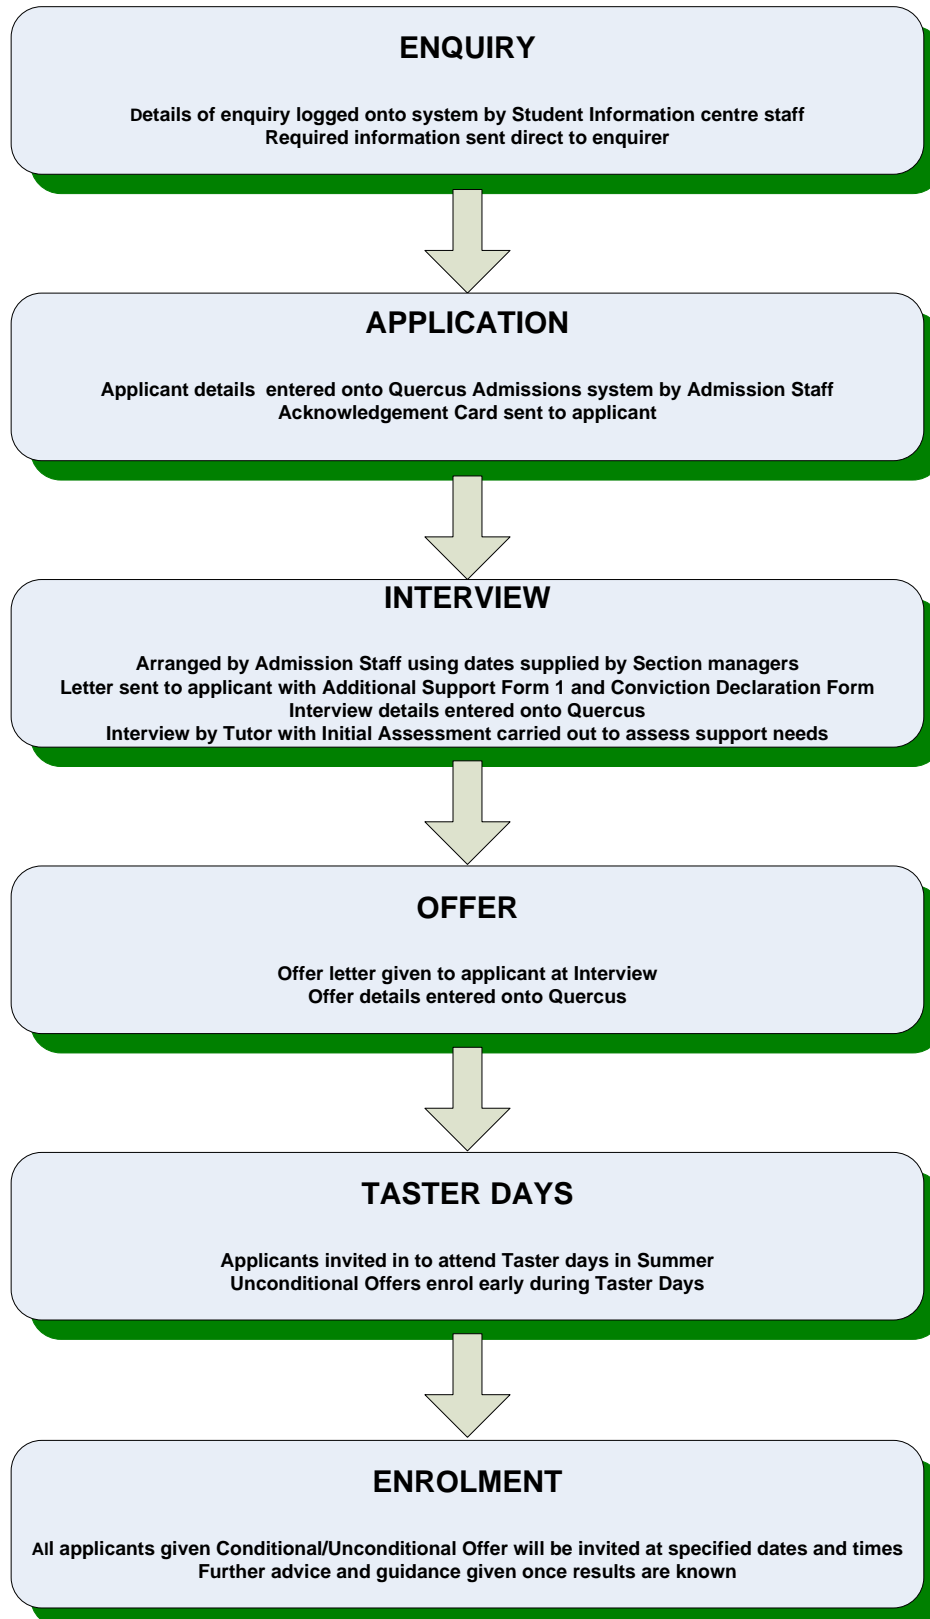 ENQUIRY
Details of enquiry logged onto system by Student Information centre staff
Required information sent direct to enquirer
APPLICATION
Applicant details  entered onto Quercus Admissions system by Admission Staff
Acknowledgement Card sent to applicant
INTERVIEW
Arranged by Admission Staff using dates supplied by Section managers
Letter sent to applicant with Additional Support Form 1 and Conviction Declaration Form
Interview details entered onto Quercus
Interview by Tutor with Initial Assessment carried out to assess support needs
OFFER
Offer letter given to applicant at Interview
Offer details entered onto Quercus
TASTER DAYS
Applicants invited in to attend Taster days in Summer
Unconditional Offers enrol early during Taster Days
ENROLMENT
All applicants given Conditional/Unconditional Offer will be invited at specified dates and times
Further advice and guidance given once results are known